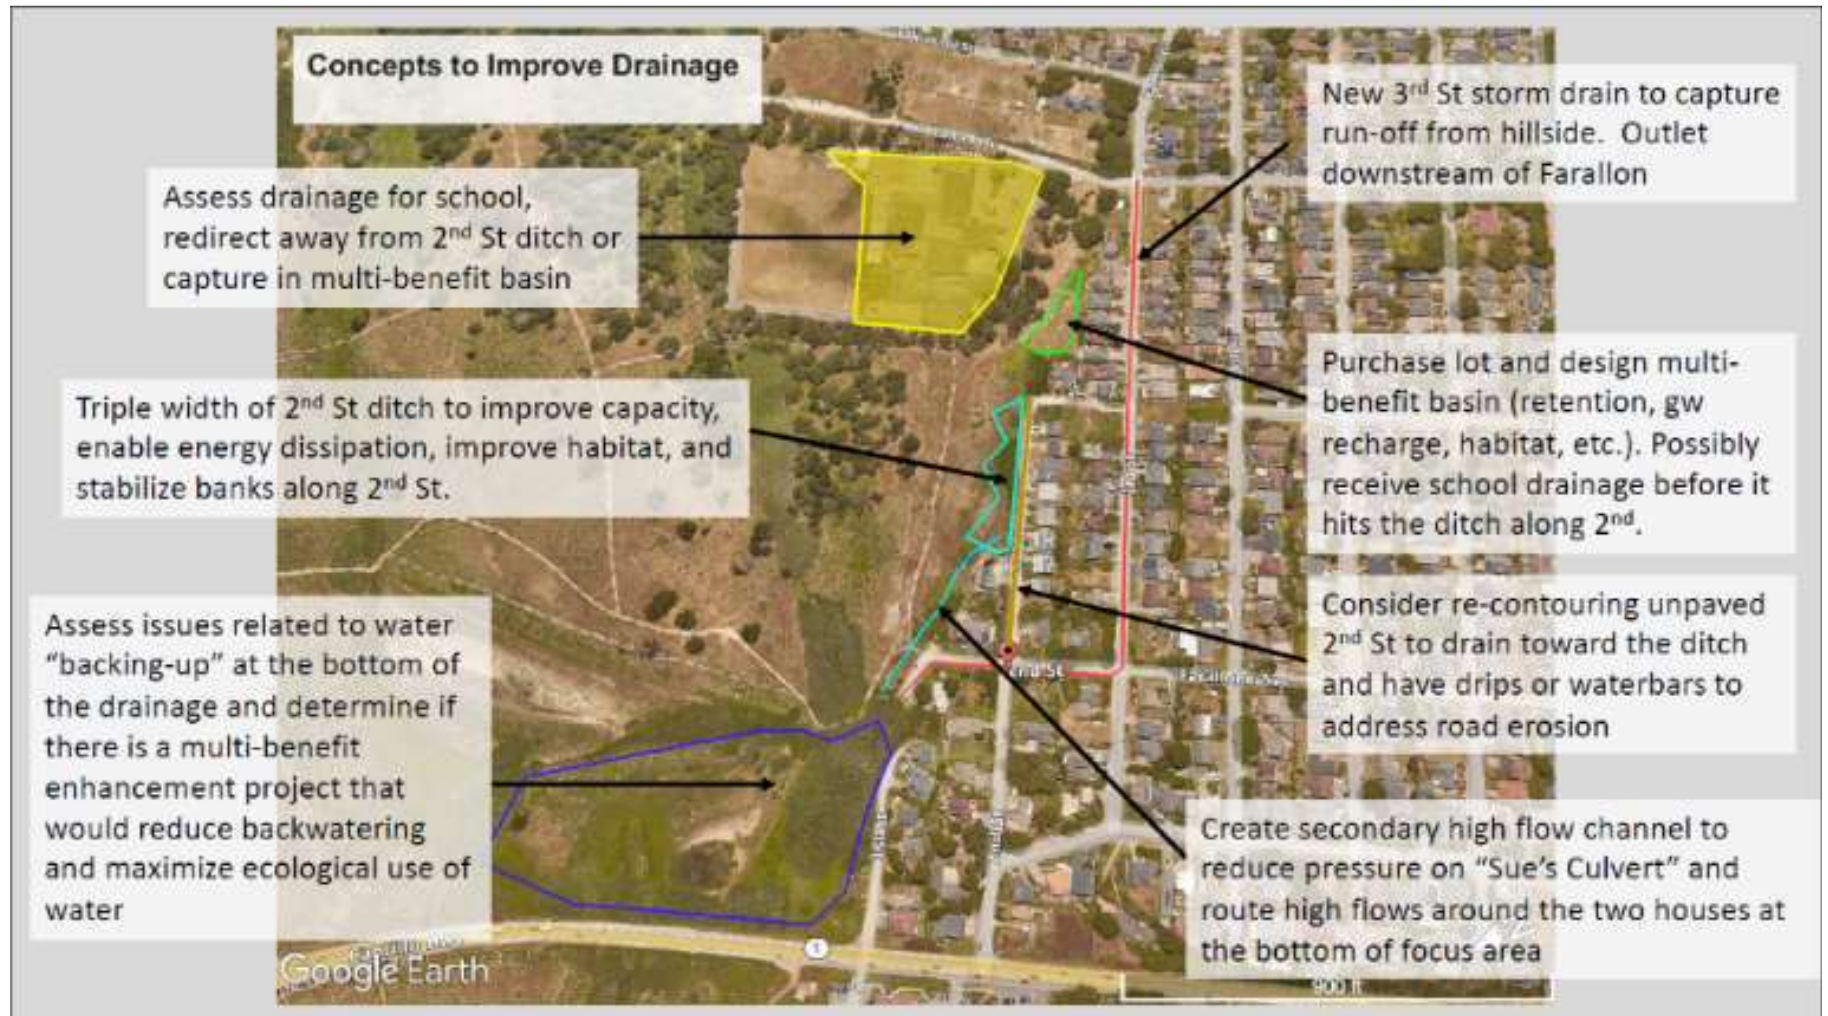 Concepts to Improve Drainage
New 3rd St storm drain to capture
run-off from hillside. Outlet
downstream of Farallon
Assess drainage for school,
redirect away from 2nd St ditch or
capture in multi-benefit basin
Purchase lot and design multi-
benefit basin (retention, gw
recharge, habitat, etc.). Possibly
receive school drainage before it
hits the ditch along 2nd.
Triple width of 2nd St ditch to improve capacity,
enable energy dissipation, improve habitat, and
stabilize banks along 2nd St.
Consider re-contouring unpaved
2nd St to drain toward the ditch
and have drips or waterbars to
address road erosion
Assess issues related to water
“backing-up” at the bottom of
the drainage and determine if
there is a multi-benefit
enhancement project that
would reduce backwatering
and maximize ecological use of
water
Create secondary high flow channel to
reduce pressure on “Sue’s Culvert” and
route high flows around the two houses at
the bottom of focus area
2nd St
1
Google Earth
900 ft